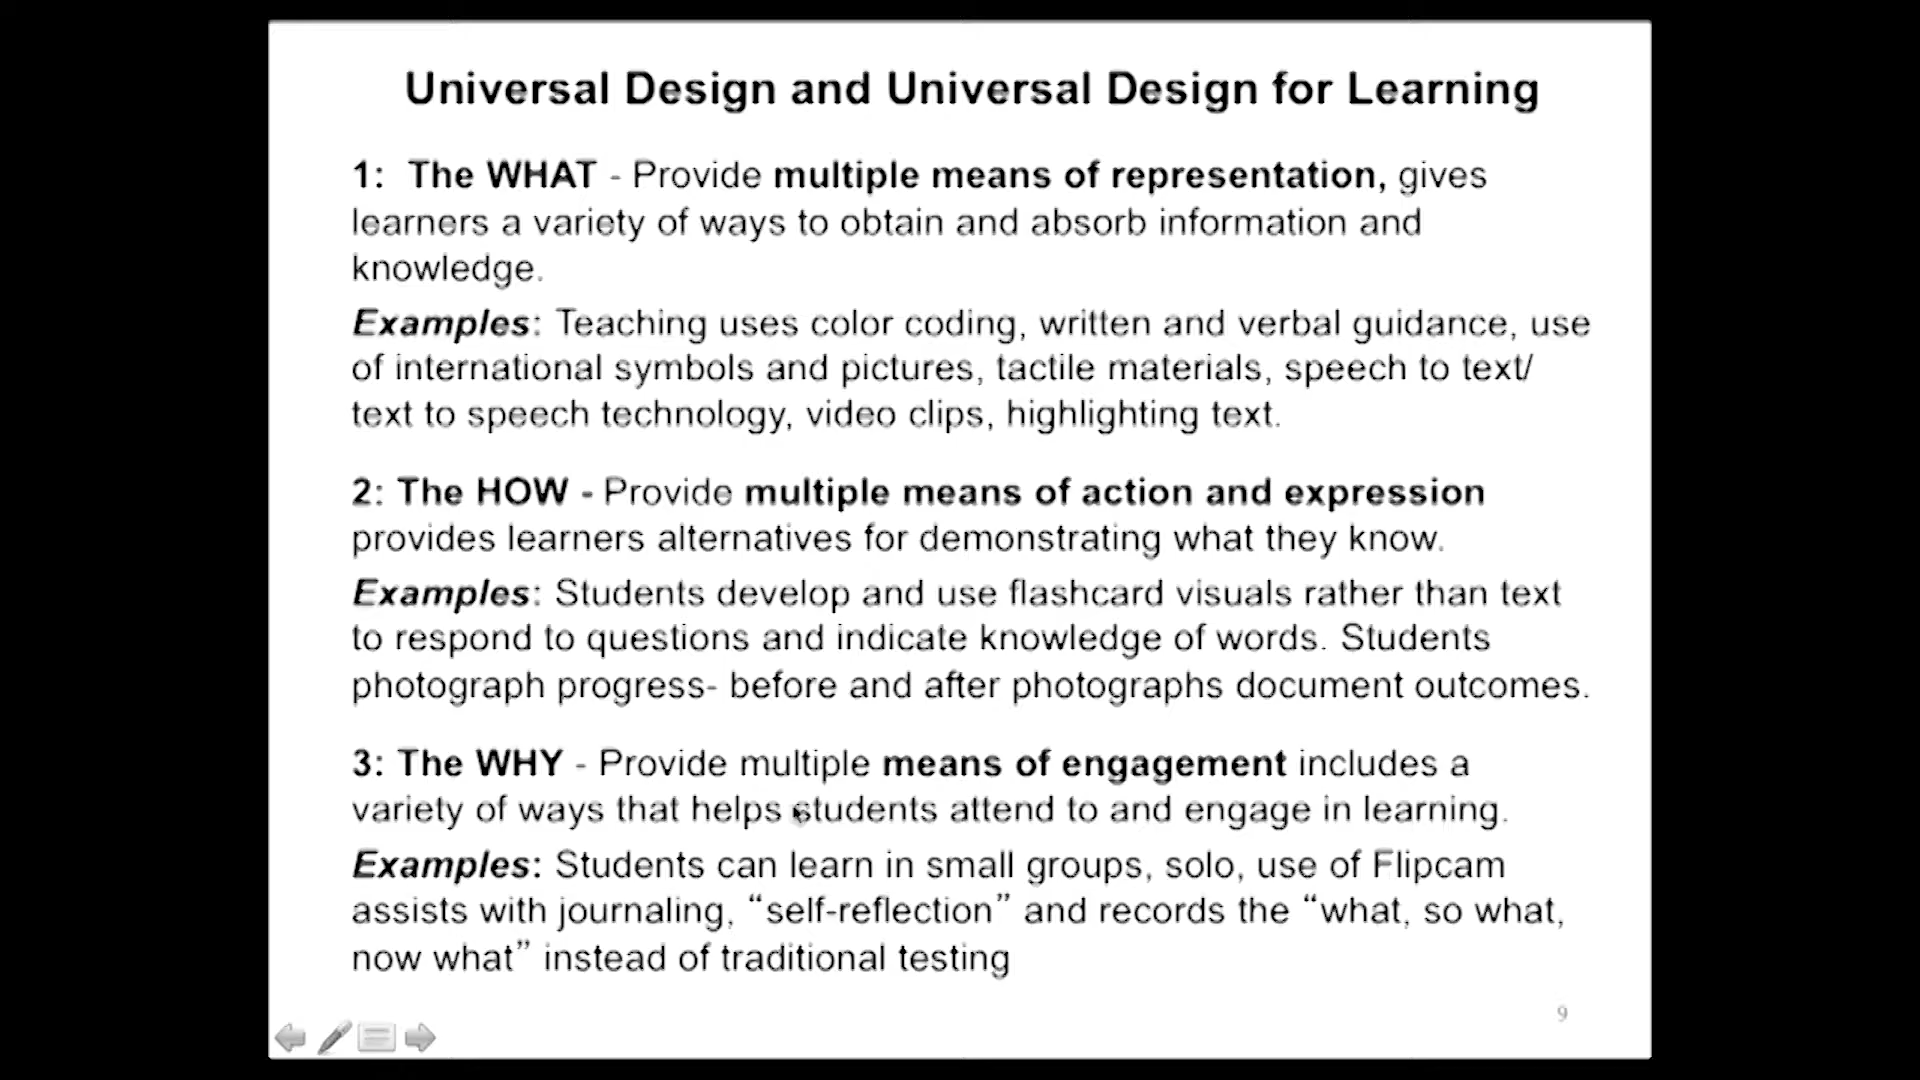 Universal Design and Universal Design for Learning
1: The WHAT - Provide multiple means of representation, gives
learners a variety of ways to obtain and absorb information and
knowledge.
Examples: Teaching uses color coding, written and verbal guidance, use
of international symbols and pictures, tactile materials, speech to text/
text to speech technology, video clips, highlighting text.
2: The HOW - Provide multiple means of action and expression
provides learners alternatives for demonstrating what they know.
Examples: Students develop and use flashcard visuals rather than text
to respond to questions and indicate knowledge of words. Students
photograph progress- before and after photographs document outcomes.
3: The WHY - Provide multiple means of engagement includes a
variety of ways that helps students attend to and engage in learning.
Examples: Students can learn in small groups, solo, use of Flipcam
assists with journaling, “self-reflection” and records the “what, so what,
now what” instead of traditional testing
9